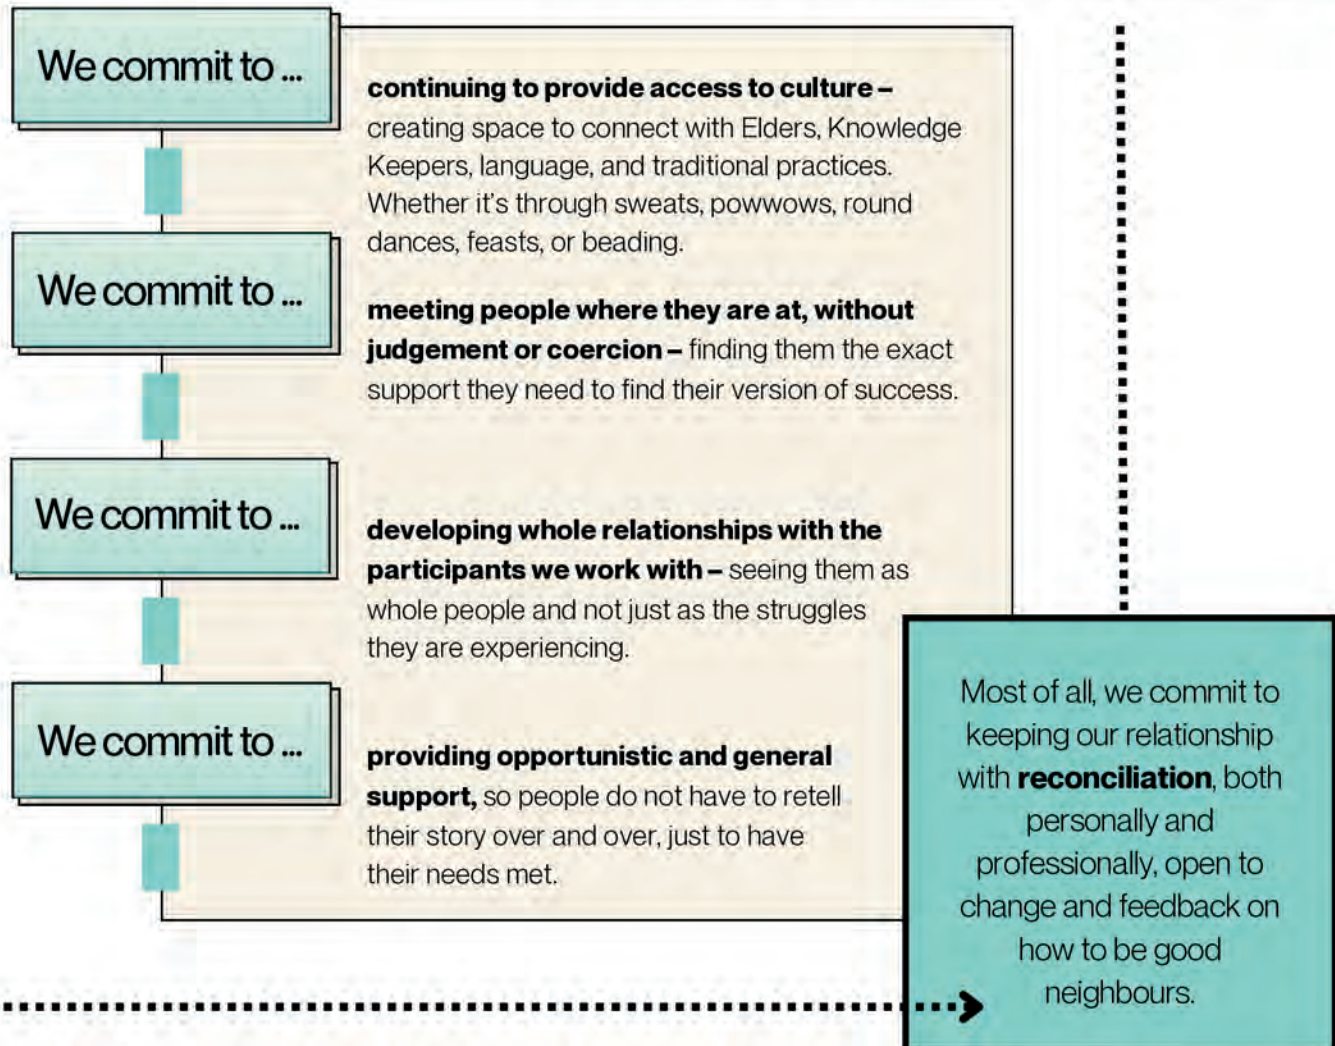 We commit to ...
continuing to provide access to culture –
creating space to connect with Elders, Knowledge
Keepers, language, and traditional practices.
Whether it's through sweats, powwows, round
dances, feasts, or beading.
We commit to ...
meeting people where they are at, without
judgement or coercion – finding them the exact
support they need to find their version of success.
We commit to ...
developing whole relationships with the
participants we work with – seeing them as
whole people and not just as the struggles
they are experiencing.
We commit to ...
providing opportunistic and general
support, so people do not have to retell
their story over and over, just to have
their needs met.
Most of all, we commit to
keeping our relationship
with reconciliation, both
personally and
professionally, open to
change and feedback on
how to be good
neighbours.